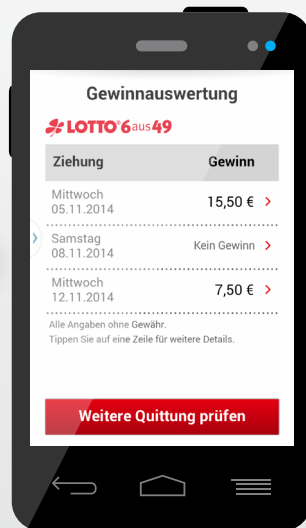 Gewinnauswertung
LOTTO 6aus49
Ziehung Gewinn
Mittwoch
05.11.2014 15,50 €
Samstag
08.11.2014 Kein Gewinn
Mittwoch
12.11.2014 7,50 €
Alle Angaben ohne Gewähr.
Tippen Sie auf eine Zeile für weitere Details.
Weitere Quittung prüfen